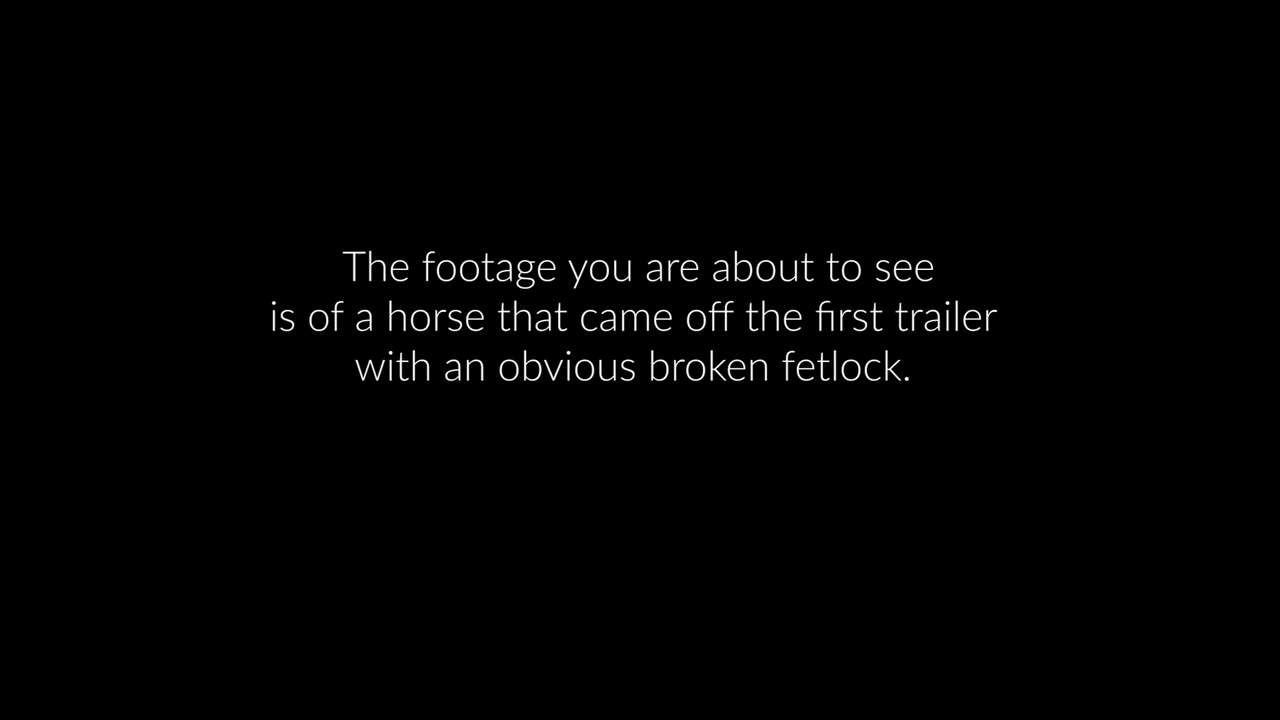 The footage you are about to see
is of a horse that came off the first trailer
with an obvious broken fetlock.